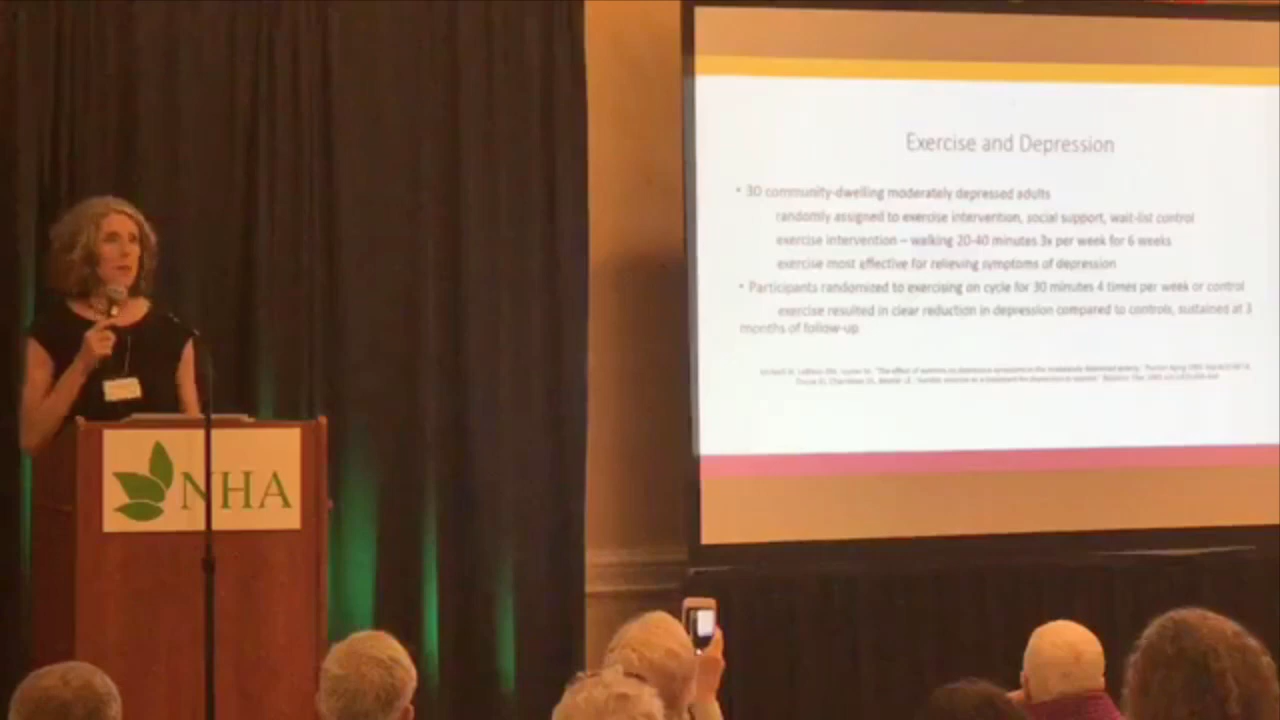 NHA
Exercise and Depression
• 30 community-dwelling moderately depressed adults
randomly assigned to exercise intervention, social support, wait-list control
exercise intervention – walking 20-40 minutes 3x per week for 6 weeks
exercise most effective for relieving symptoms of depression
• Participants randomized to exercising on cycle for 30 minutes 4 times per week or control
exercise resulted in clear reduction in depression compared to controls, sustained at 3
months of follow-up